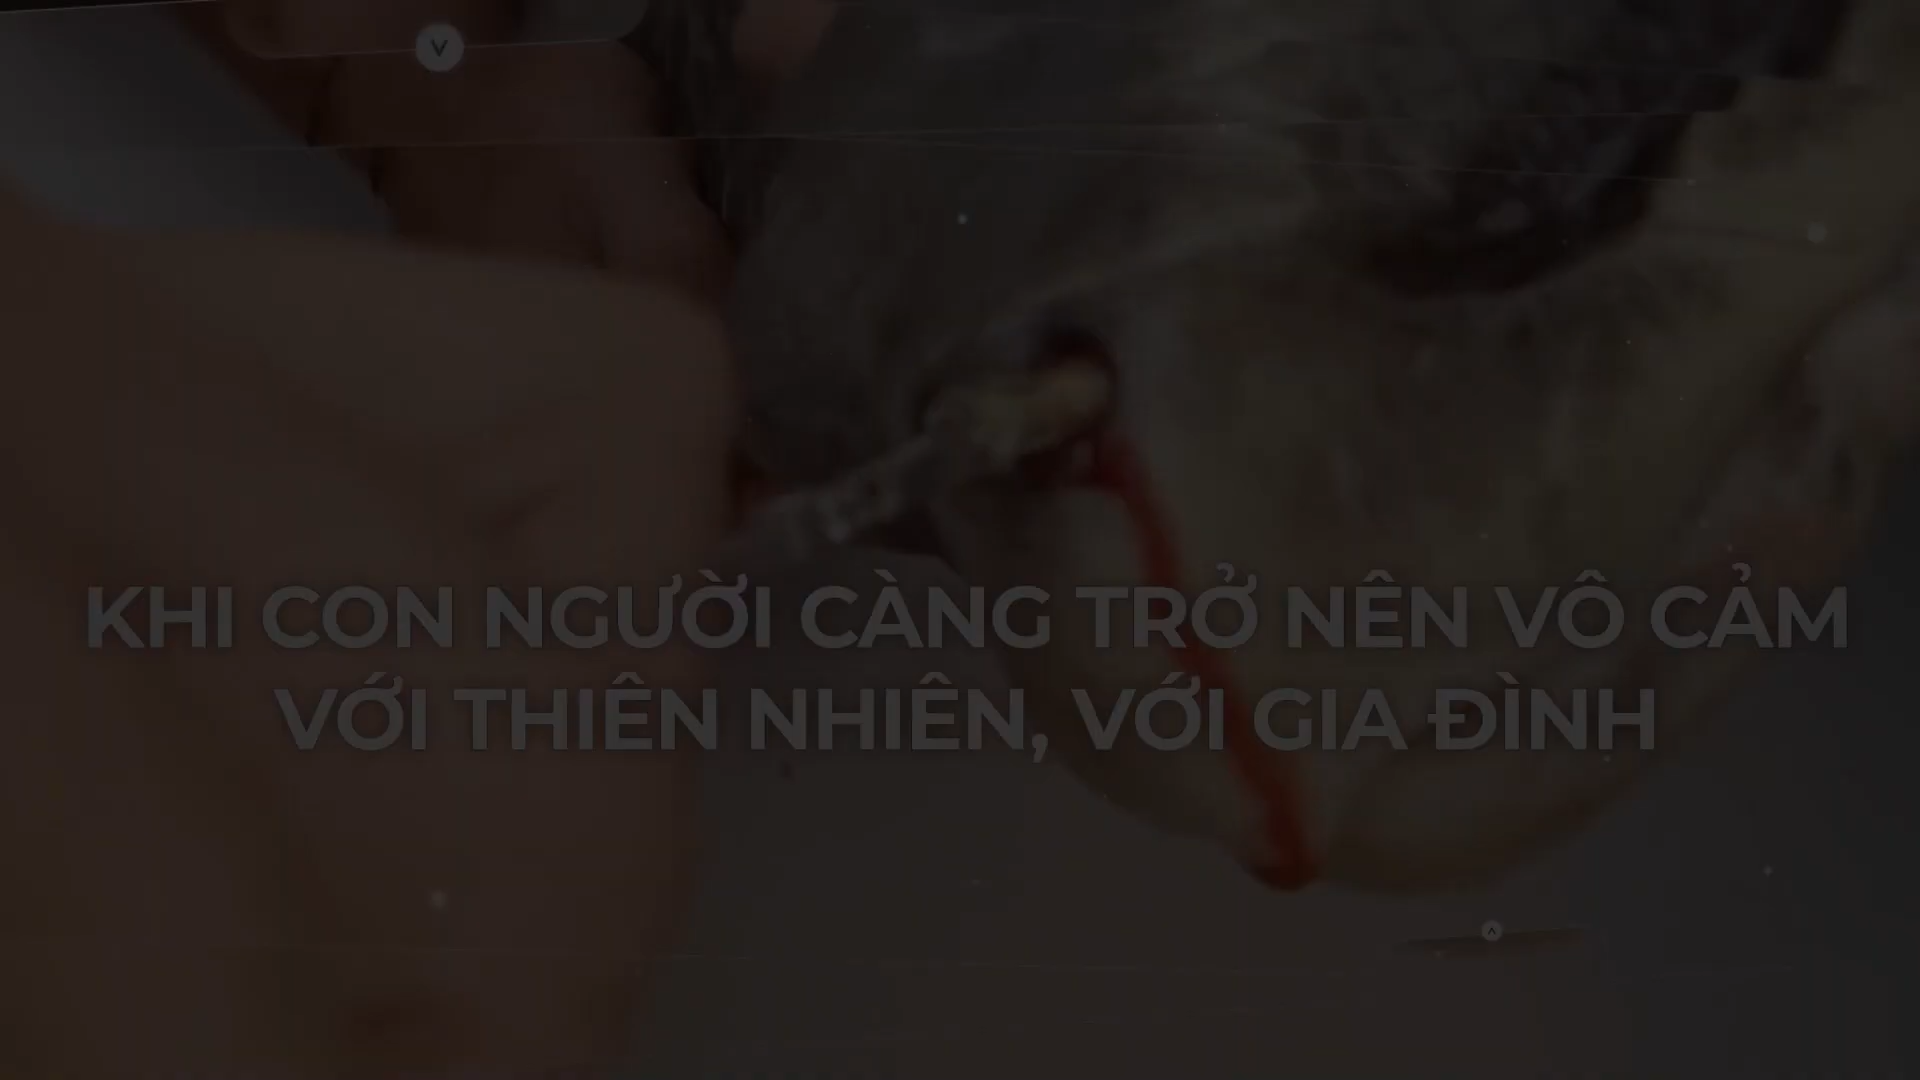 KHI CON NGƯỜI CÀNG TRỞ NÊN VÔ CẢM
VỚI THIÊN NHIÊN, VỚI GIA ĐÌNH